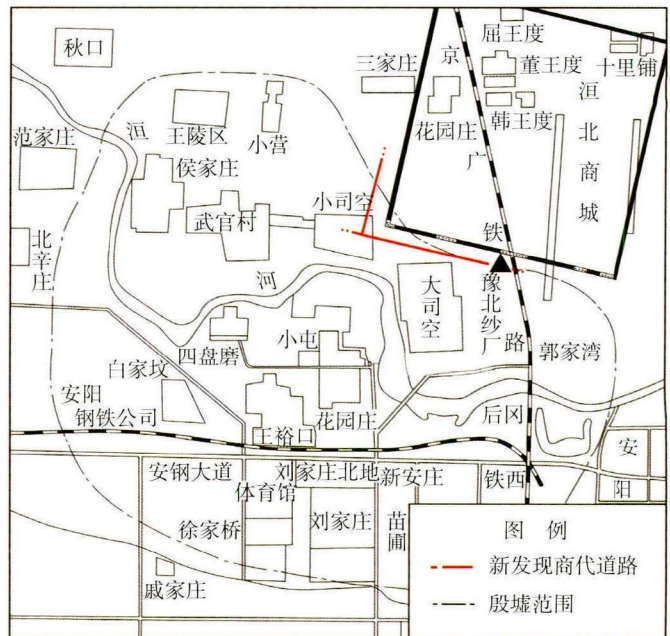 秋口
屈王度
京
三家庄
董王度
十里铺
范家庄
洹
王陵区
小营
花园庄
韩王度
洹北商城
广
侯家庄
小司空
武官村
铁
北辛庄
河
大司空
豫北纱厂
路
小屯
四盘磨
郭家湾
白家坟
安阳
钢铁公司
花园庄
后冈
王裕口
安钢大道
刘家庄北地
新安庄
铁西
安
阳
体育馆
徐家桥
刘家庄
苗圃
戚家庄
图 例
新发现商代道路
殷墟范围